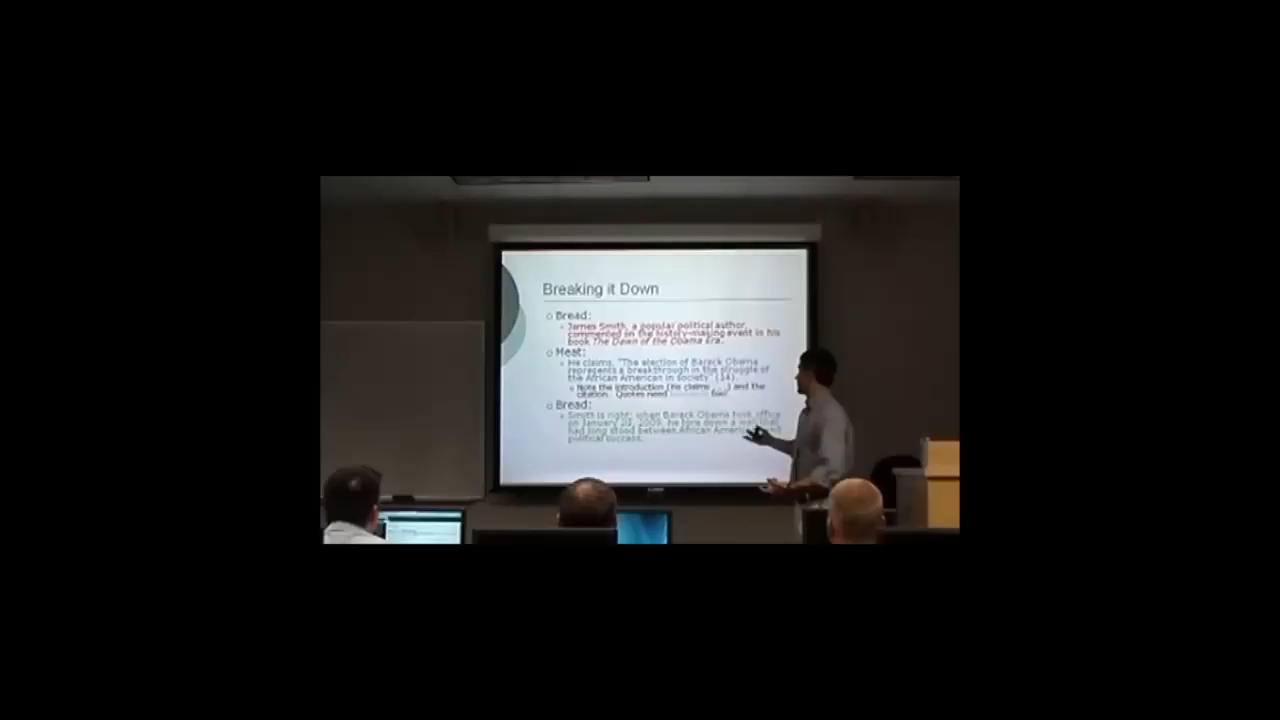 Breaking it Down
Bread:
James Smith, a popular political author,
commented on the history-making event in his
book The Dawn of the Obama Era.
Meat:
He claims, "The election of Barack Obama
represents a breakthrough in the struggle of
the African American in society" (14).
Note the introduction (He claims . . .) and the
citation. Quotes need too!
Bread:
Smith is right; when Barack Obama took office
on January 20, 2009, he tore down a wall that
had long stood between African Americans and
political success.